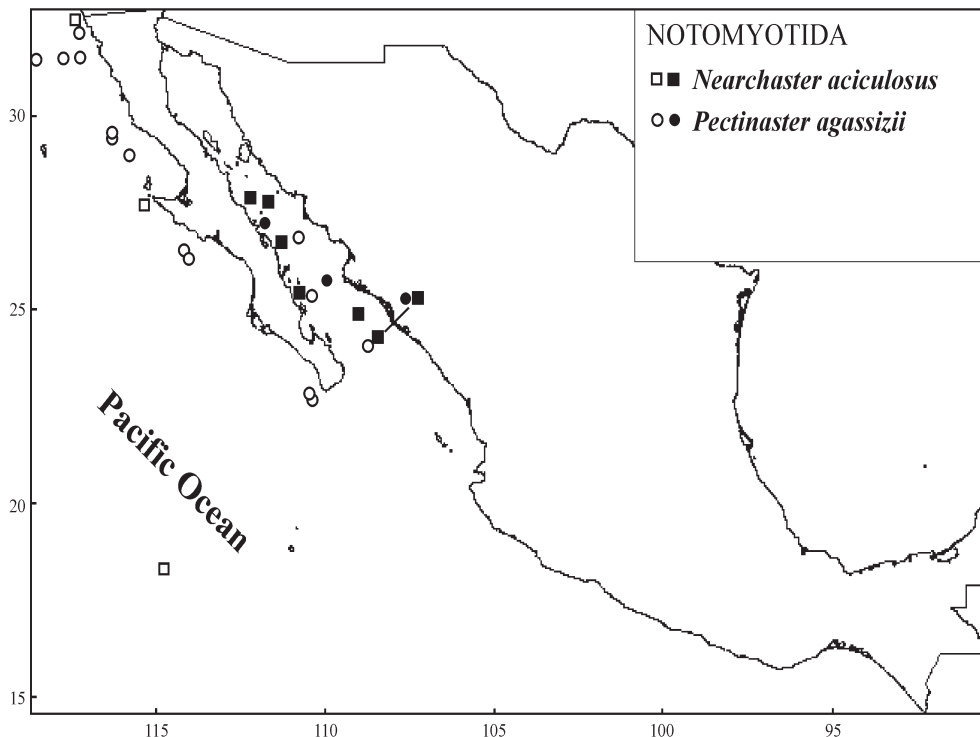 NOTOMYOTIDA
Nearchaster aciculosus
Pectinaster agassizii
30
25
20
15
Pacific Ocean
115
110
105
100
95